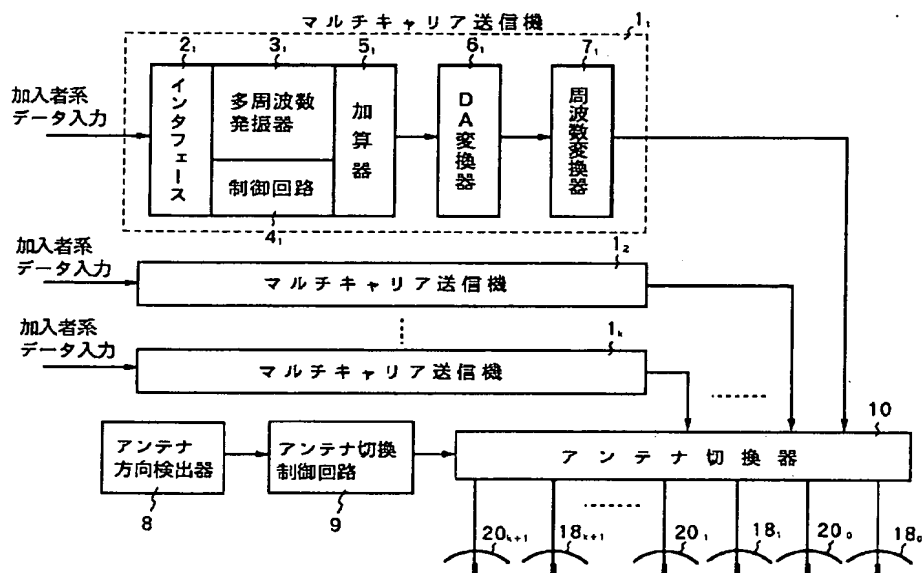 マルチキャリア送信機
1₁
2₁
3₁
5₁
6₁
7₁
加入者系
データ入力
インタフェース
多周波数
発振器
制御回路
加算器
DA変換器
周波数変換器
4₁
加入者系
データ入力
1₂
マルチキャリア送信機
加入者系
データ入力
1ₖ
マルチキャリア送信機
10
アンテナ
方向検出器
アンテナ切換
制御回路
アンテナ切換器
8
9
20ₖ₊₁
18ₖ₊₁
20₁
18₁
20₀
18₀